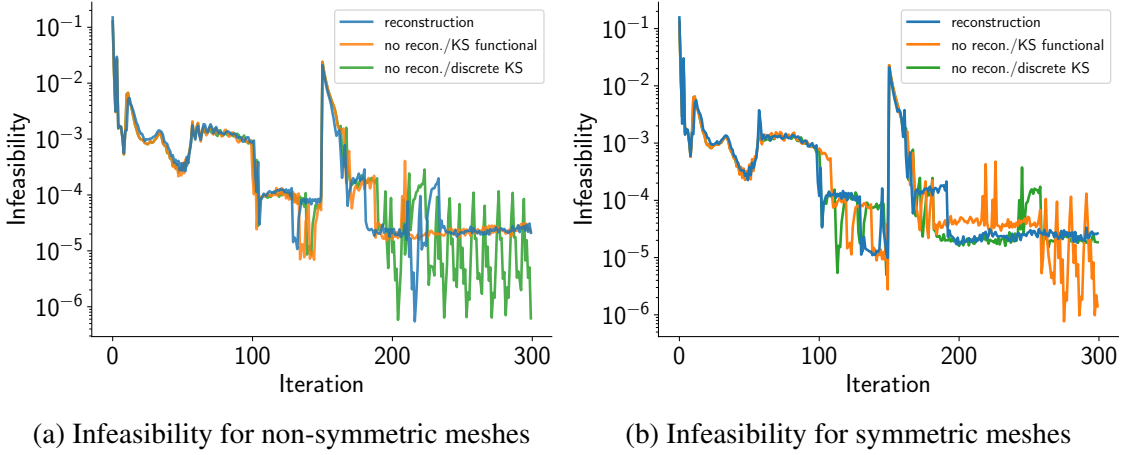 10⁻¹
10⁻²
10⁻³
10⁻⁴
10⁻⁵
10⁻⁶
Infeasibility
0
100
200
300
Iteration
reconstruction
no recon./KS functional
no recon./discrete KS
(a) Infeasibility for non-symmetric meshes
10⁻¹
10⁻²
10⁻³
10⁻⁴
10⁻⁵
10⁻⁶
Infeasibility
0
100
200
300
Iteration
reconstruction
no recon./KS functional
no recon./discrete KS
(b) Infeasibility for symmetric meshes